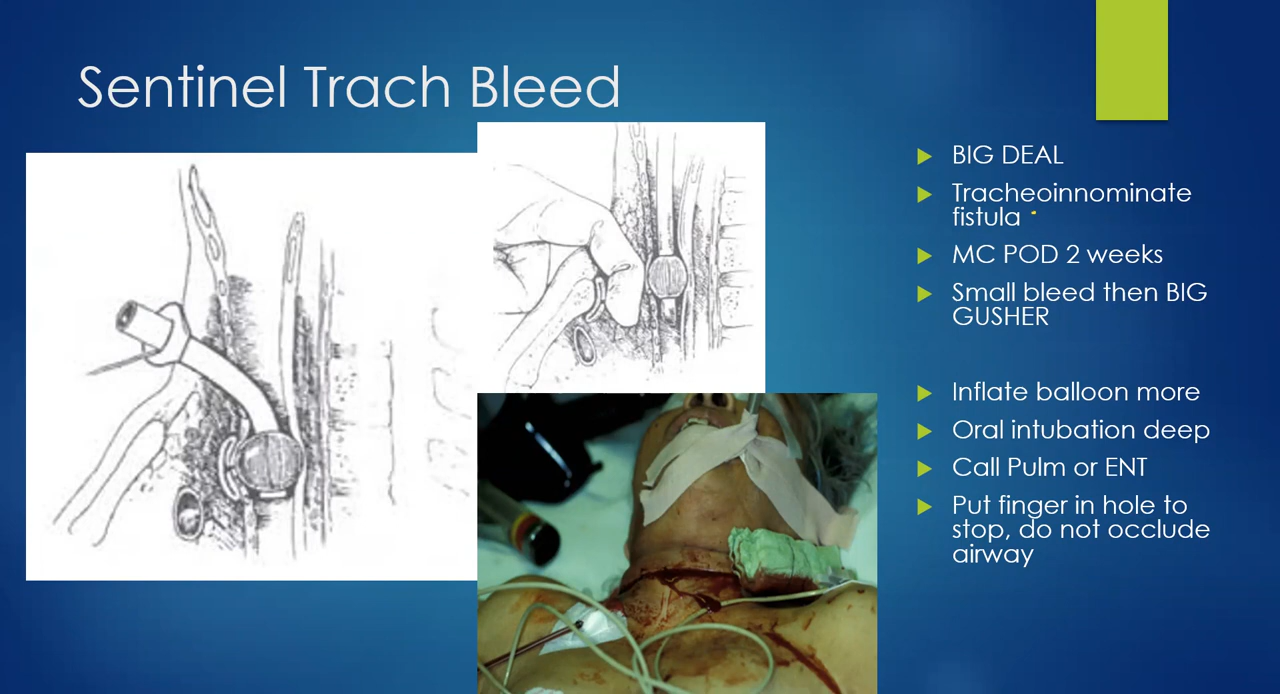 Sentinel Trach Bleed
BIG DEAL
Tracheoinnominate
fistula
MC POD 2 weeks
Small bleed then BIG
GUSHER
Inflate balloon more
Oral intubation deep
Call Pulm or ENT
Put finger in hole to
stop, do not occlude
airway